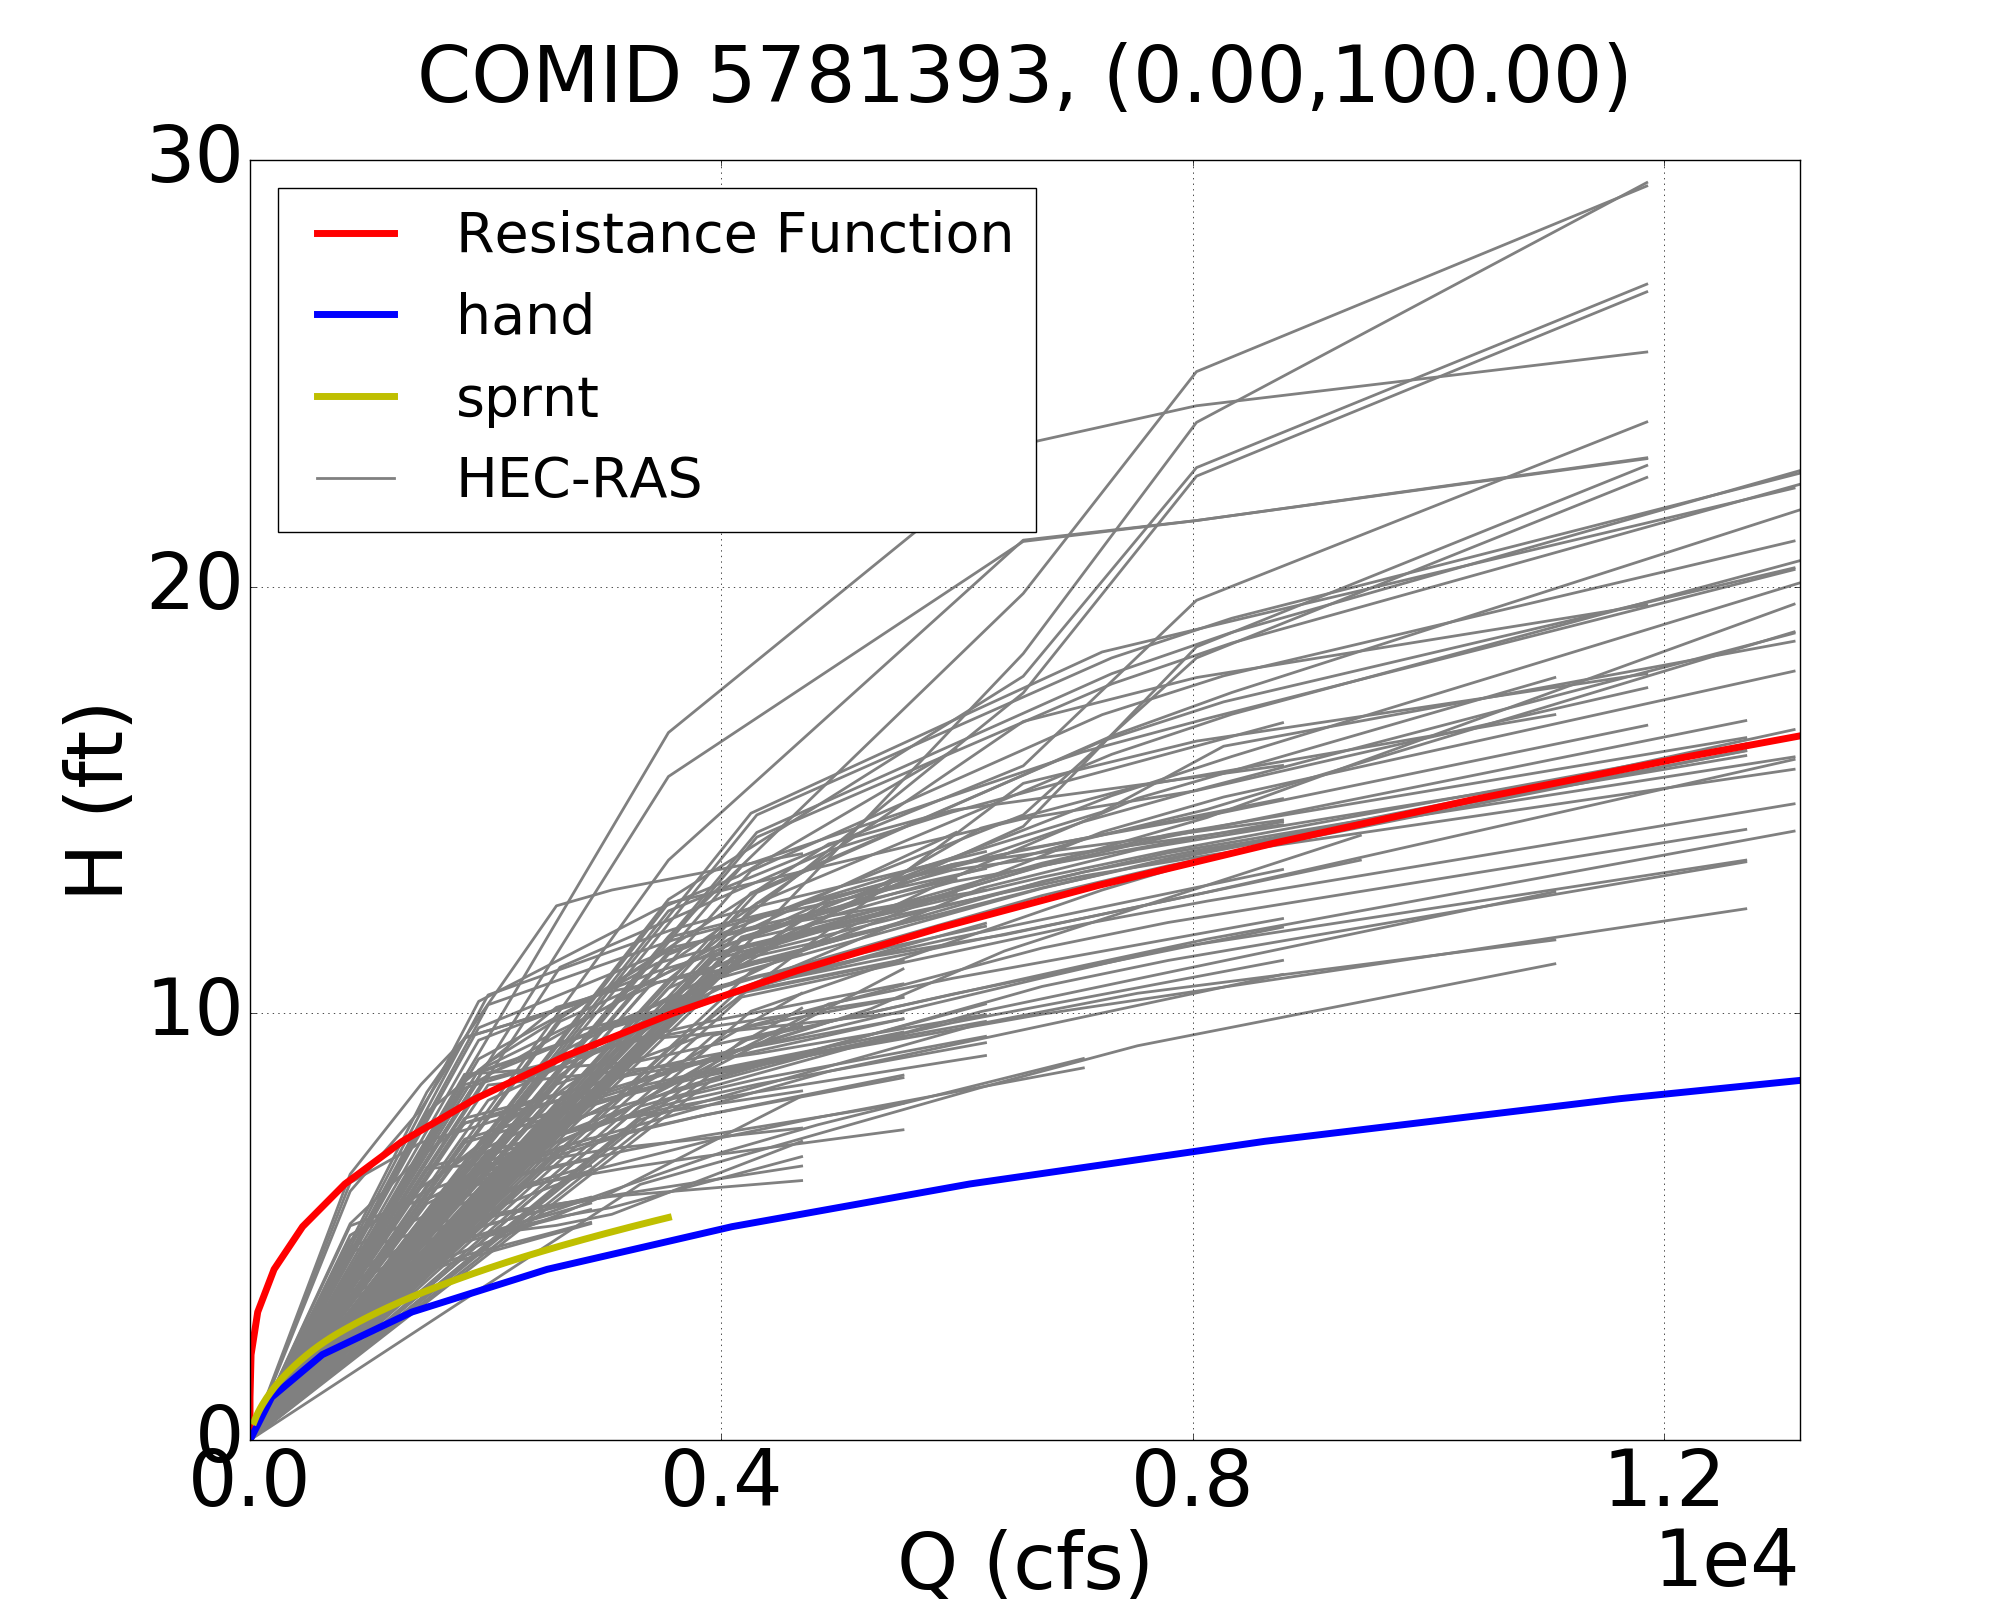 COMID 5781393, (0.00,100.00)
30
Resistance Function
hand
sprnt
HEC-RAS
20
H (ft)
10
0
0.0 0.4 0.8 1.2
Q (cfs) 1e4